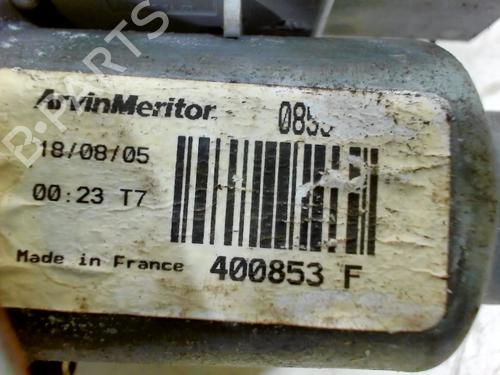 B-PARTS
ArvinMeritor
18/08/05
00:23 T7
Made in France 400853 F